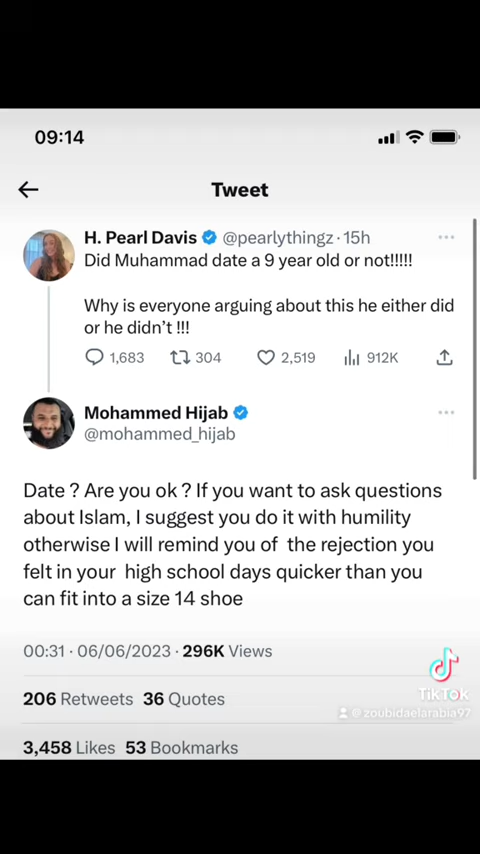 09:14
Tweet
H. Pearl Davis @pearlythingz · 15h
Did Muhammad date a 9 year old or not!!!!!
Why is everyone arguing about this he either did
or he didn't !!!
1,683 304 2,519 912K
Mohammed Hijab
@mohammed_hijab
Date ? Are you ok ? If you want to ask questions
about Islam, I suggest you do it with humility
otherwise I will remind you of the rejection you
felt in your high school days quicker than you
can fit into a size 14 shoe
00:31 · 06/06/2023 · 296K Views
TikTok
@zoubidaelarabia97
206 Retweets 36 Quotes
3,458 Likes 53 Bookmarks